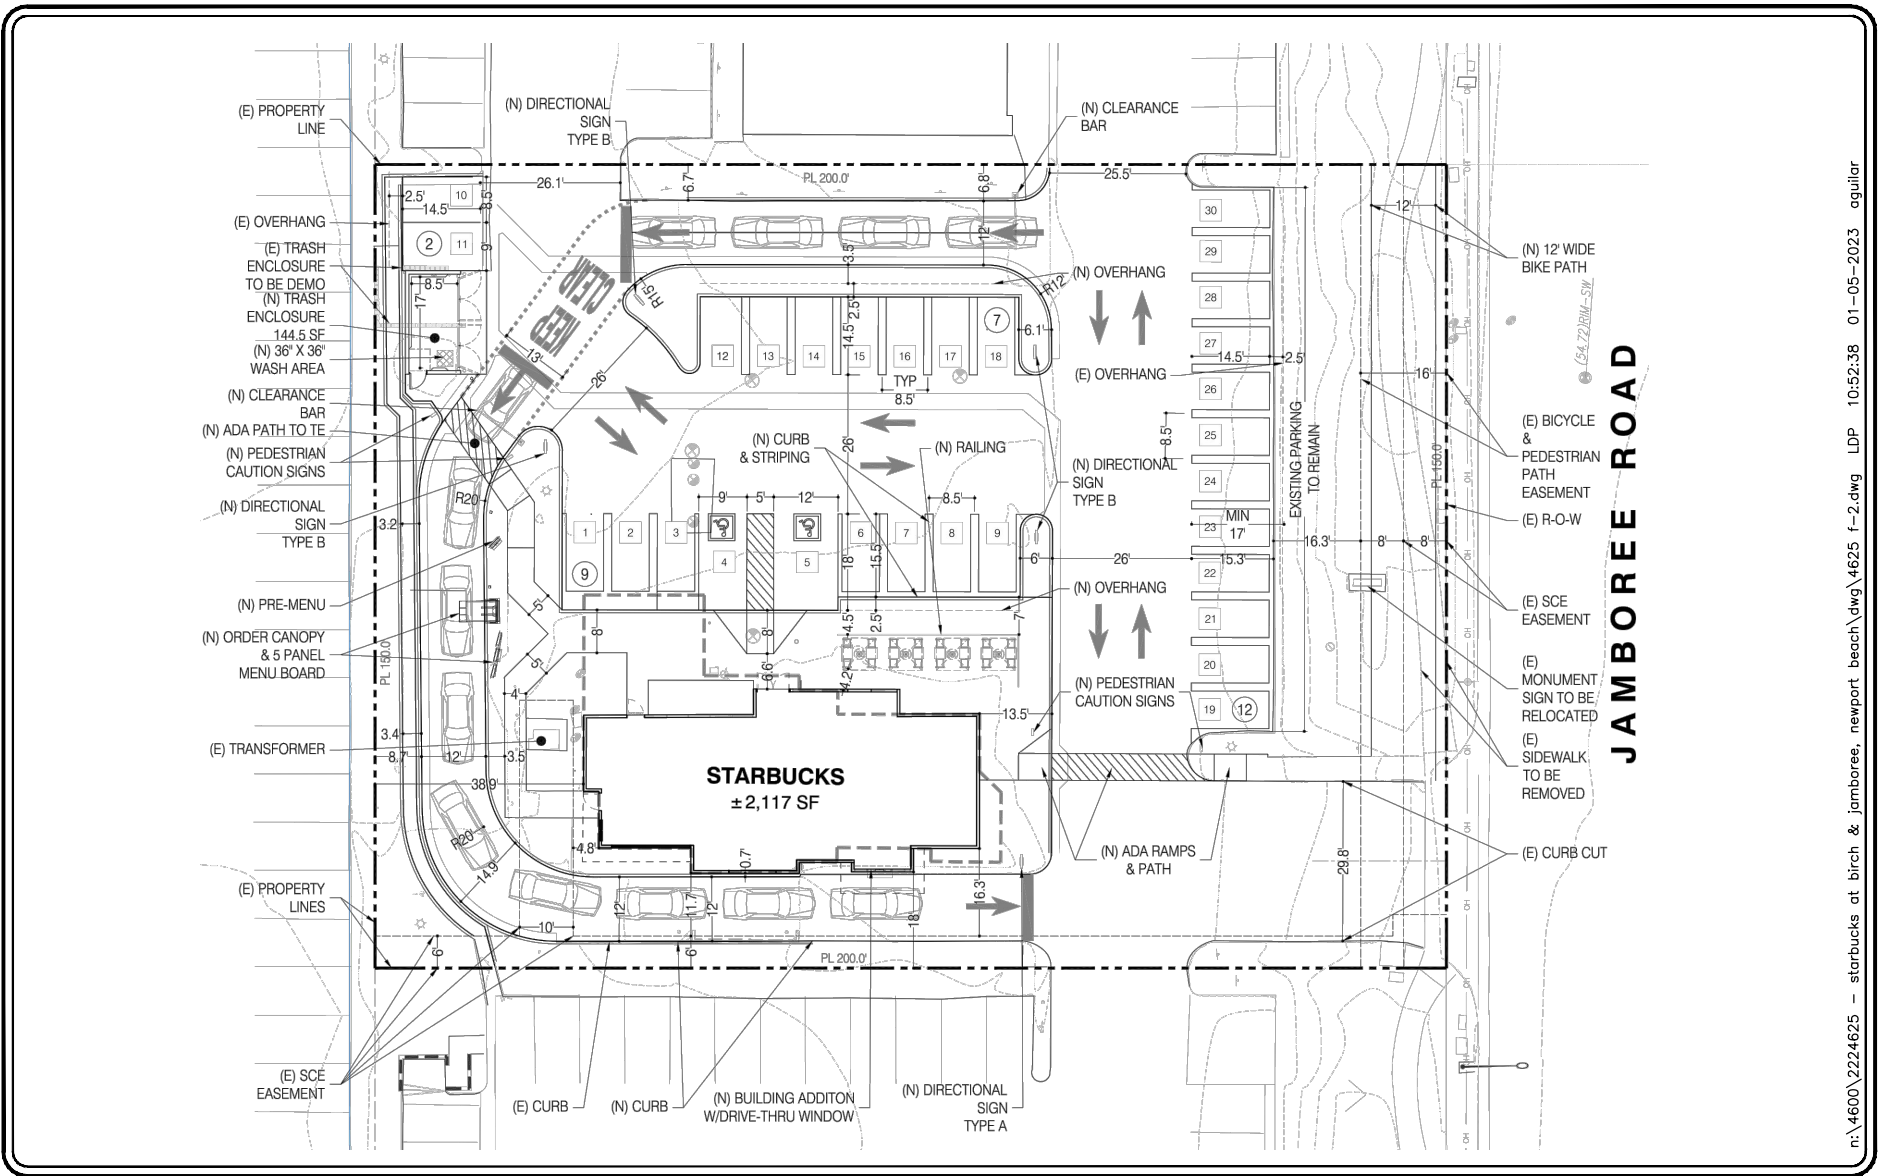 (E) PROPERTY
LINE
(E) OVERHANG
(E) TRASH
ENCLOSURE
TO BE DEMO
(N) TRASH
ENCLOSURE
144.5 SF
(N) 36" X 36"
WASH AREA
(N) CLEARANCE
BAR
(N) ADA PATH TO TE
(N) PEDESTRIAN
CAUTION SIGNS
(N) DIRECTIONAL
SIGN
TYPE B
(N) PRE-MENU
(N) ORDER CANOPY
& 5 PANEL
MENU BOARD
(E) TRANSFORMER
(E) PROPERTY
LINES
(E) SCE
EASEMENT
(N) DIRECTIONAL
SIGN
TYPE B
(N) CLEARANCE
BAR
PL 200.0'
26.1'
6.7'
6.8'
25.5'
2.5'
14.5'
8.5'
10
2
11
9'
8.5'
17'
12'
3.5'
KEEP
CLEAR
13'
R15'
26'
R12'
(N) OVERHANG
2.5'
14.5'
7
6.1'
12
13
14
15
16
17
18
TYP
8.5'
(E) OVERHANG
26'
(N) CURB
& STRIPING
(N) RAILING
(N) DIRECTIONAL
SIGN
TYPE B
9'
5'
12'
8.5'
1
2
3
4
5
6
7
8
9
9
18'
15.5'
6'
26'
15.3'
(N) OVERHANG
8'
8'
6.6'
4.5'
2.5'
7'
4.2'
R20'
3.2'
5'
5'
4'
PL 150.0'
3.4'
8.7'
12'
3.5
38.9'
R20'
14.9'
4.8'
0.7'
(N) PEDESTRIAN
CAUTION SIGNS
13.5'
STARBUCKS
±2,117 SF
(N) ADA RAMPS
& PATH
12'
11.7'
12'
18'
16.3'
10'
6'
6'
PL 200.0'
29.8'
30
29
28
27
26
25
24
23
22
21
20
19
12
14.5'
2.5'
8.5'
EXISTING PARKING
TO REMAIN
MIN
17'
16.3'
8'
8'
12'
16'
PL 150.0'
(N) 12' WIDE
BIKE PATH
(E) BICYCLE
&
PEDESTRIAN
PATH
EASEMENT
(E) R-O-W
(E) SCE
EASEMENT
(E)
MONUMENT
SIGN TO BE
RELOCATED
(E)
SIDEWALK
TO BE
REMOVED
(E) CURB CUT
(54.72)RIM-SW
JAMBOREE ROAD
(E) CURB
(N) CURB
(N) BUILDING ADDITON
W/DRIVE-THRU WINDOW
(N) DIRECTIONAL
SIGN
TYPE A
n:\4600\2224625 - starbucks at birch & jamboree, newport beach\dwg\4625 f-2.dwg LDP 10:52:38 01-05-2023 aguilar